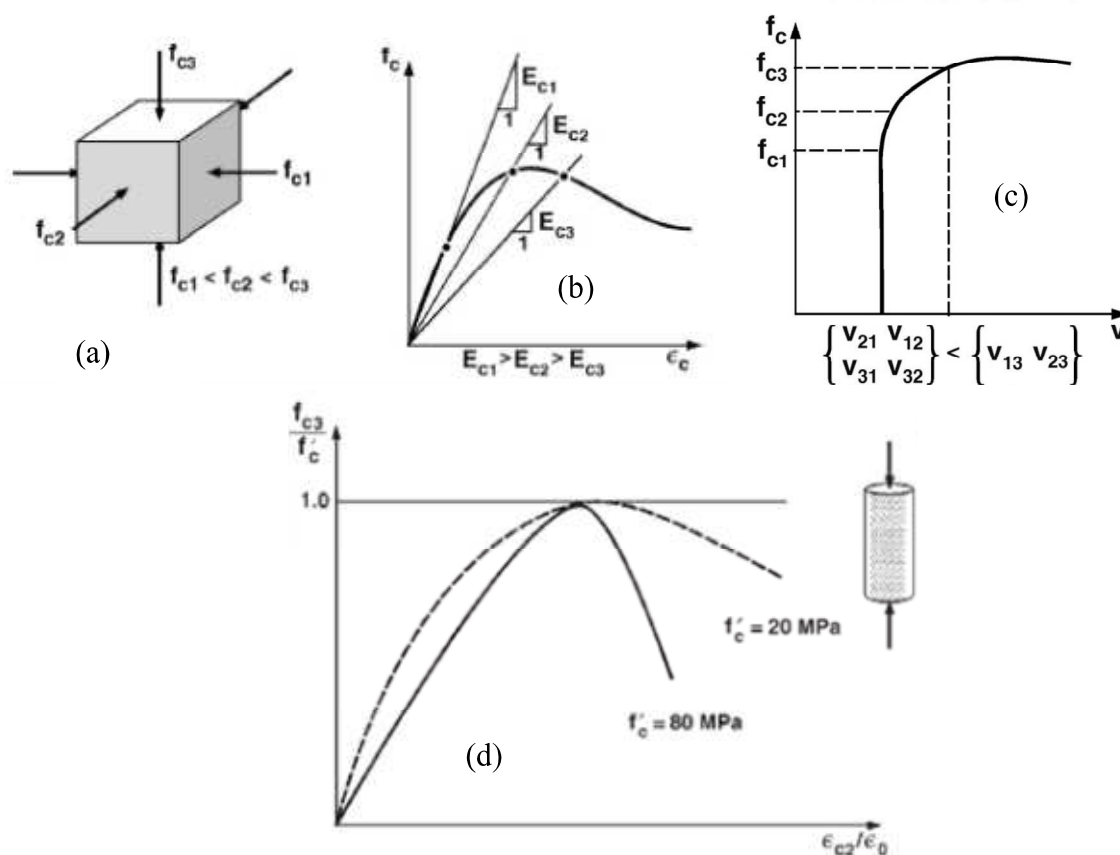 f_c3
f_c1
f_c2
f_c1 < f_c2 < f_c3
(a)
f_c
E_c1
1
E_c2
1
E_c3
1
(b)
ϵ_c
E_c1 > E_c2 > E_c3
f_c
f_c3
f_c2
f_c1
(c)
v
{v_21 v_12
v_31 v_32} < {v_13 v_23}
f_c3
f'_c
1.0
f'_c = 20 MPa
f'_c = 80 MPa
(d)
ϵ_c2/ϵ_0